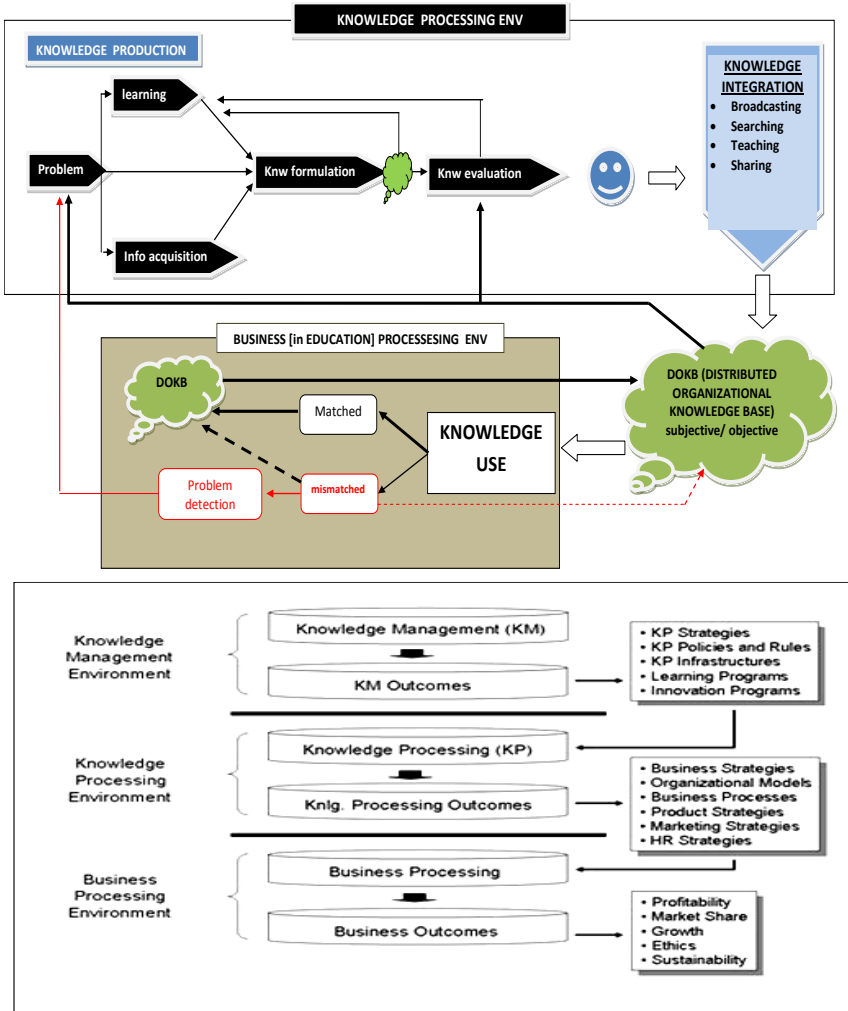 KNOWLEDGE PROCESSING ENV
KNOWLEDGE PRODUCTION
KNOWLEDGE
INTEGRATION
• Broadcasting
• Searching
• Teaching
• Sharing
learning
Problem
Knw formulation
Knw evaluation
Info acquisition
BUSINESS [in EDUCATION] PROCESSESING ENV
DOKB
Matched
KNOWLEDGE
USE
mismatched
Problem
detection
DOKB (DISTRIBUTED
ORGANIZATIONAL
KNOWLEDGE BASE)
subjective/ objective
Knowledge
Management
Environment
Knowledge Management (KM)
KM Outcomes
• KP Strategies
• KP Policies and Rules
• KP Infrastructures
• Learning Programs
• Innovation Programs
Knowledge
Processing
Environment
Knowledge Processing (KP)
Knlg. Processing Outcomes
• Business Strategies
• Organizational Models
• Business Processes
• Product Strategies
• Marketing Strategies
• HR Strategies
Business
Processing
Environment
Business Processing
Business Outcomes
• Profitability
• Market Share
• Growth
• Ethics
• Sustainability